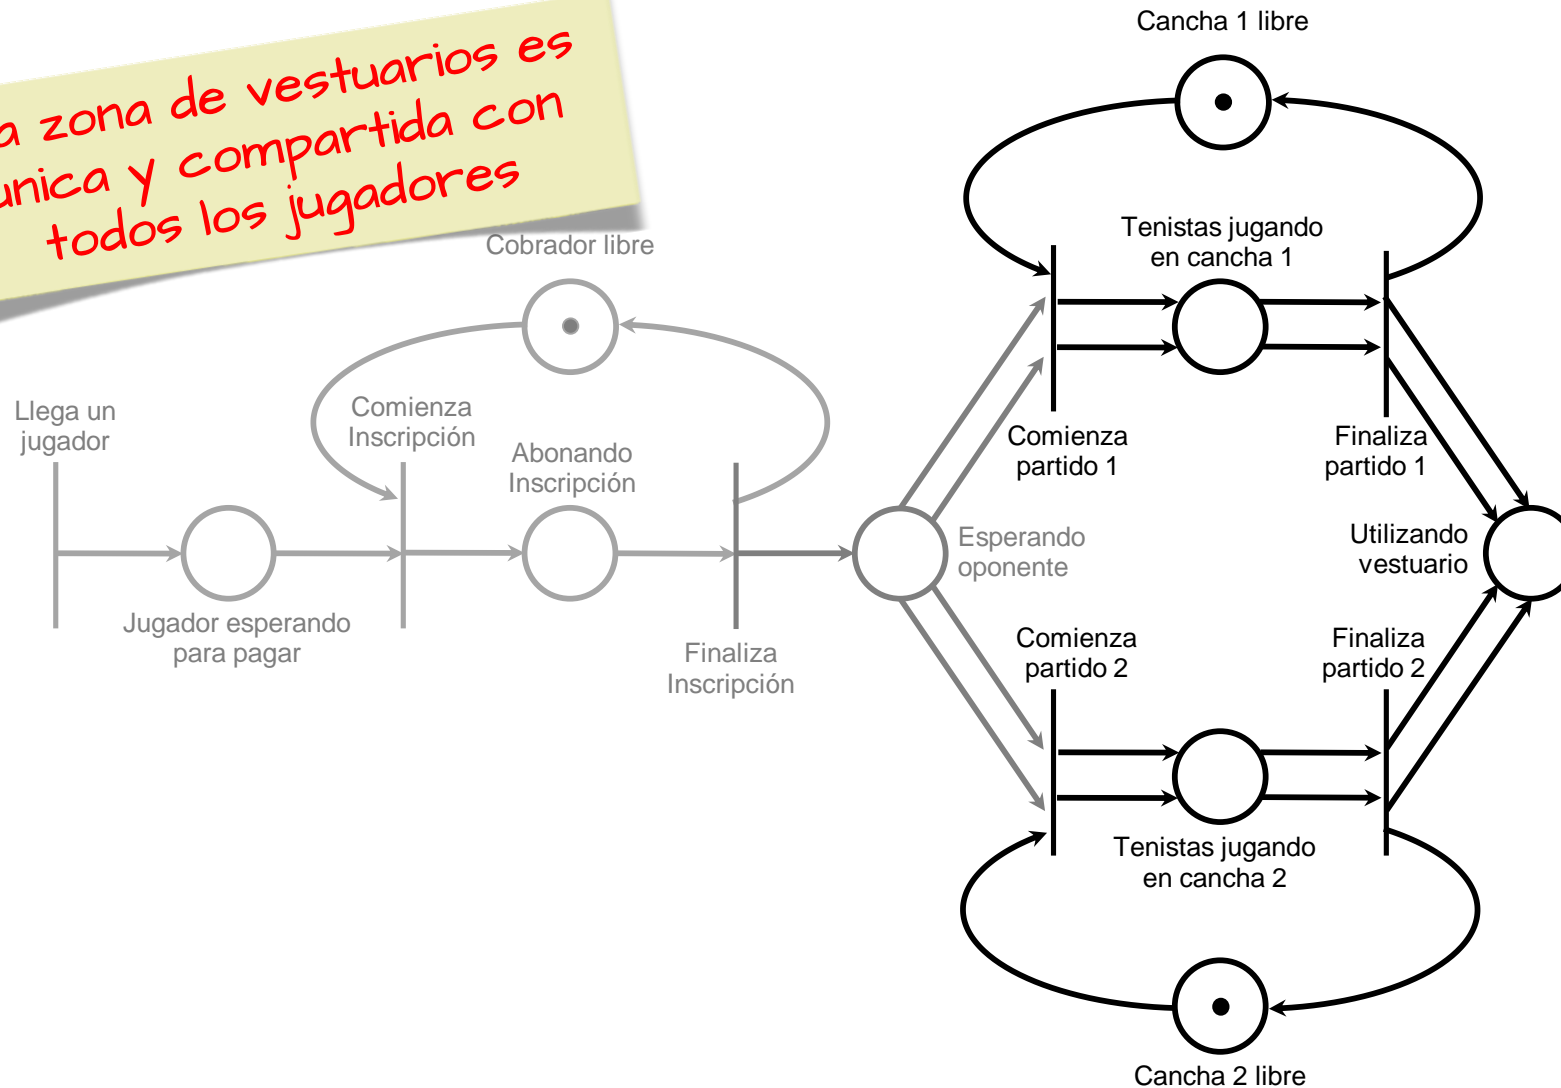 a zona de vestuarios es
unica y compartida con
todos los jugadores
Cancha 1 libre
Tenistas jugando
en cancha 1
Cobrador libre
Llega un
jugador
Comienza
Inscripción
Abonando
Inscripción
Comienza
partido 1
Finaliza
partido 1
Esperando
oponente
Utilizando
vestuario
Jugador esperando
para pagar
Finaliza
Inscripción
Comienza
partido 2
Finaliza
partido 2
Tenistas jugando
en cancha 2
Cancha 2 libre